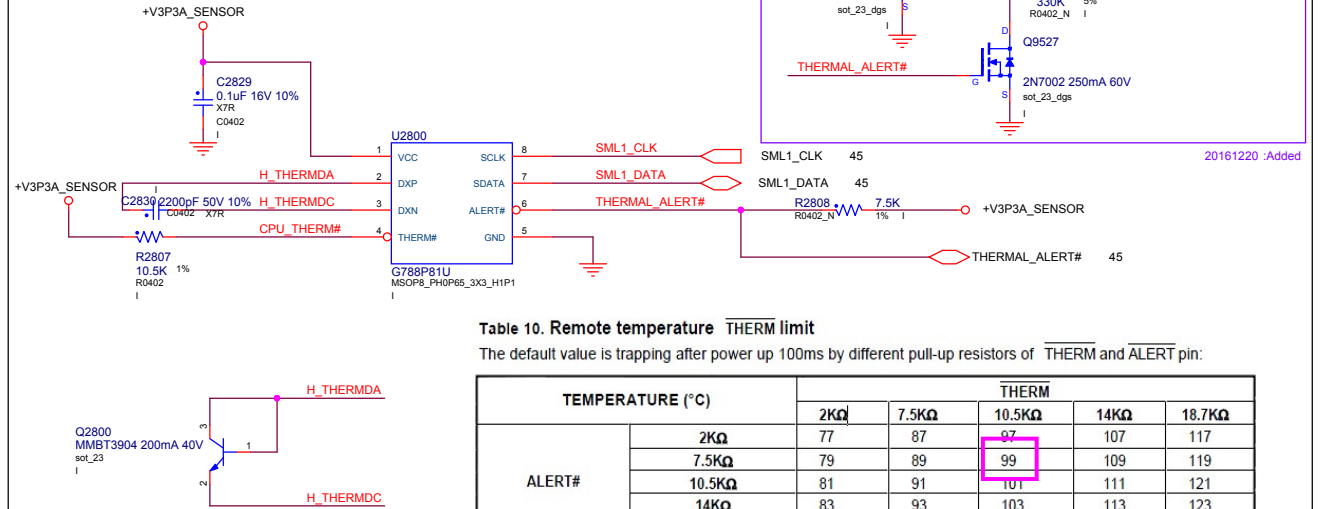 +V3P3A_SENSOR
C2829
0.1uF 16V 10%
X7R
C0402
I
sot_23_dgs
S
I
330K 5%
R0402_N I
D
Q9527
THERMAL_ALERT#
G
2N7002 250mA 60V
S
sot_23_dgs
I
20161220 :Added
U2800
1 VCC SCLK 8 SML1_CLK SML1_CLK 45
H_THERMDA 2 DXP SDATA 7 SML1_DATA SML1_DATA 45
+V3P3A_SENSOR
I
C2830 2200pF 50V 10% H_THERMDC 3 DXN ALERT# 6 THERMAL_ALERT# R2808 7.5K +V3P3A_SENSOR
C0402 X7R
R0402_N 1% I
CPU_THERM# 4 THERM# GND 5
R2807
10.5K 1%
R0402
I
THERMAL_ALERT# 45
G788P81U
MSOP8_PH0P65_3X3_H1P1
I
Table 10. Remote temperature THERM limit
The default value is trapping after power up 100ms by different pull-up resistors of THERM and ALERT pin:
TEMPERATURE (°C) THERM
2KΩ 7.5KΩ 10.5KΩ 14KΩ 18.7KΩ
2KΩ 77 87 97 107 117
7.5KΩ 79 89 99 109 119
ALERT# 10.5KΩ 81 91 101 111 121
14KΩ 83 93 103 113 123
H_THERMDA
3
Q2800
MMBT3904 200mA 40V
sot_23
I
1
2
H_THERMDC